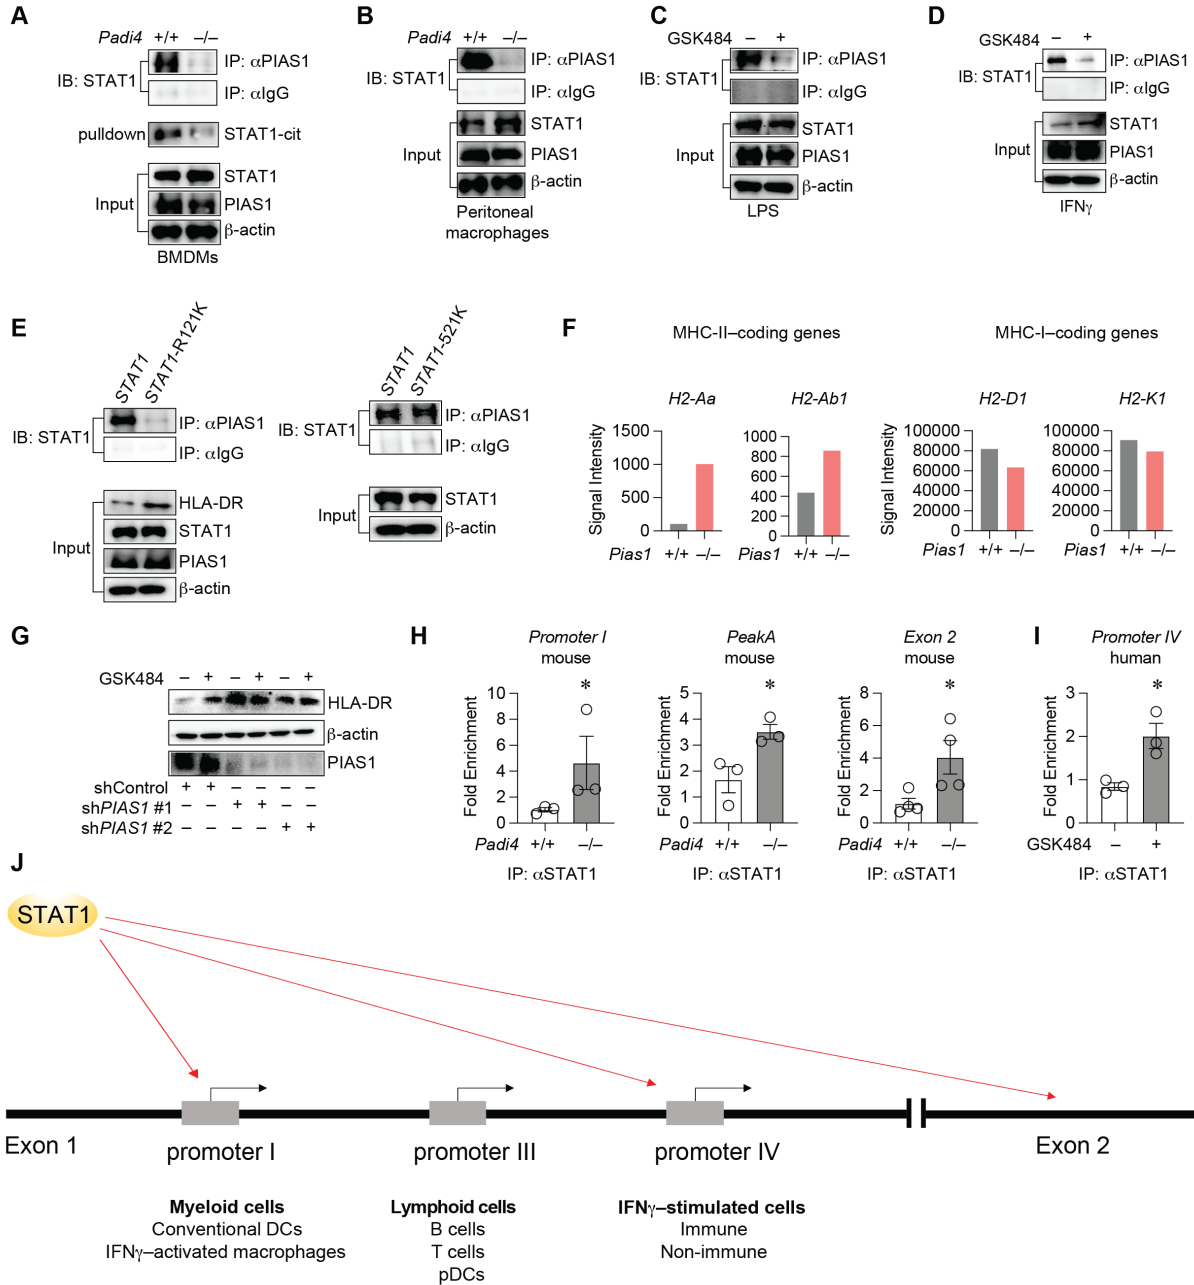 A
Padi4 +/+ –/–
IB: STAT1
IP: αPIAS1
IP: αIgG
pulldown
STAT1-cit
Input
STAT1
PIAS1
β-actin
BMDMs
B
Padi4 +/+ –/–
IB: STAT1
IP: αPIAS1
IP: αIgG
Input
STAT1
PIAS1
β-actin
Peritoneal
macrophages
C
GSK484 – +
IB: STAT1
IP: αPIAS1
IP: αIgG
Input
STAT1
PIAS1
β-actin
LPS
D
GSK484 – +
IB: STAT1
IP: αPIAS1
IP: αIgG
Input
STAT1
PIAS1
β-actin
IFNγ
E
STAT1
STAT1-R121K
IB: STAT1
IP: αPIAS1
IP: αIgG
Input
HLA-DR
STAT1
PIAS1
β-actin
STAT1
STAT1-521K
IB: STAT1
IP: αPIAS1
IP: αIgG
Input
STAT1
β-actin
F
MHC-II–coding genes
MHC-I–coding genes
H2-Aa
Signal Intensity
1500
1000
500
0
Pias1 +/+ –/–
H2-Ab1
1000
800
600
400
200
0
Pias1 +/+ –/–
H2-D1
Signal Intensity
100000
80000
60000
40000
20000
0
Pias1 +/+ –/–
H2-K1
100000
80000
60000
40000
20000
0
Pias1 +/+ –/–
G
GSK484 – + – + – +
HLA-DR
β-actin
PIAS1
shControl + + – – – –
shPIAS1 #1 – – + + – –
shPIAS1 #2 – – – – + +
H
Promoter I
mouse
Fold Enrichment
10
8
6
4
2
0
*
Padi4 +/+ –/–
IP: αSTAT1
PeakA
mouse
Fold Enrichment
5
4
3
2
1
0
*
Padi4 +/+ –/–
IP: αSTAT1
Exon 2
mouse
Fold Enrichment
8
6
4
2
0
*
Padi4 +/+ –/–
IP: αSTAT1
I
Promoter IV
human
Fold Enrichment
3
2
1
0
*
GSK484 – +
IP: αSTAT1
J
STAT1
Exon 1
promoter I
promoter III
promoter IV
Exon 2
Myeloid cells
Conventional DCs
IFNγ–activated macrophages
Lymphoid cells
B cells
T cells
pDCs
IFNγ–stimulated cells
Immune
Non-immune